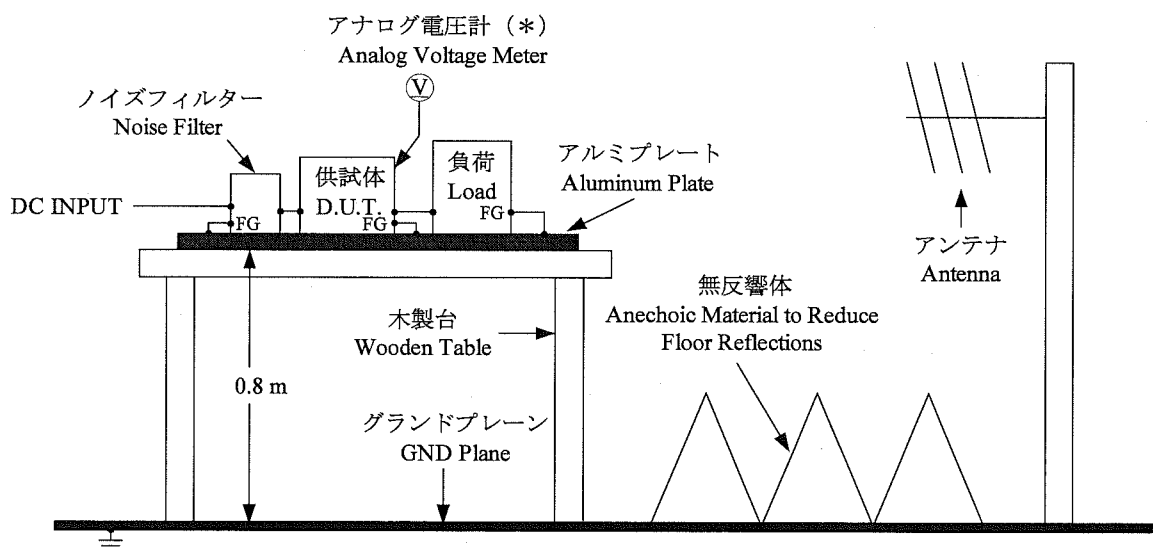 アナログ電圧計（＊）
Analog Voltage Meter
V
ノイズフィルター
Noise Filter
DC INPUT
FG
供試体
D.U.T.
FG
負荷
Load
FG
アルミプレート
Aluminum Plate
アンテナ
Antenna
無反響体
Anechoic Material to Reduce
Floor Reflections
木製台
Wooden Table
0.8 m
グランドプレーン
GND Plane